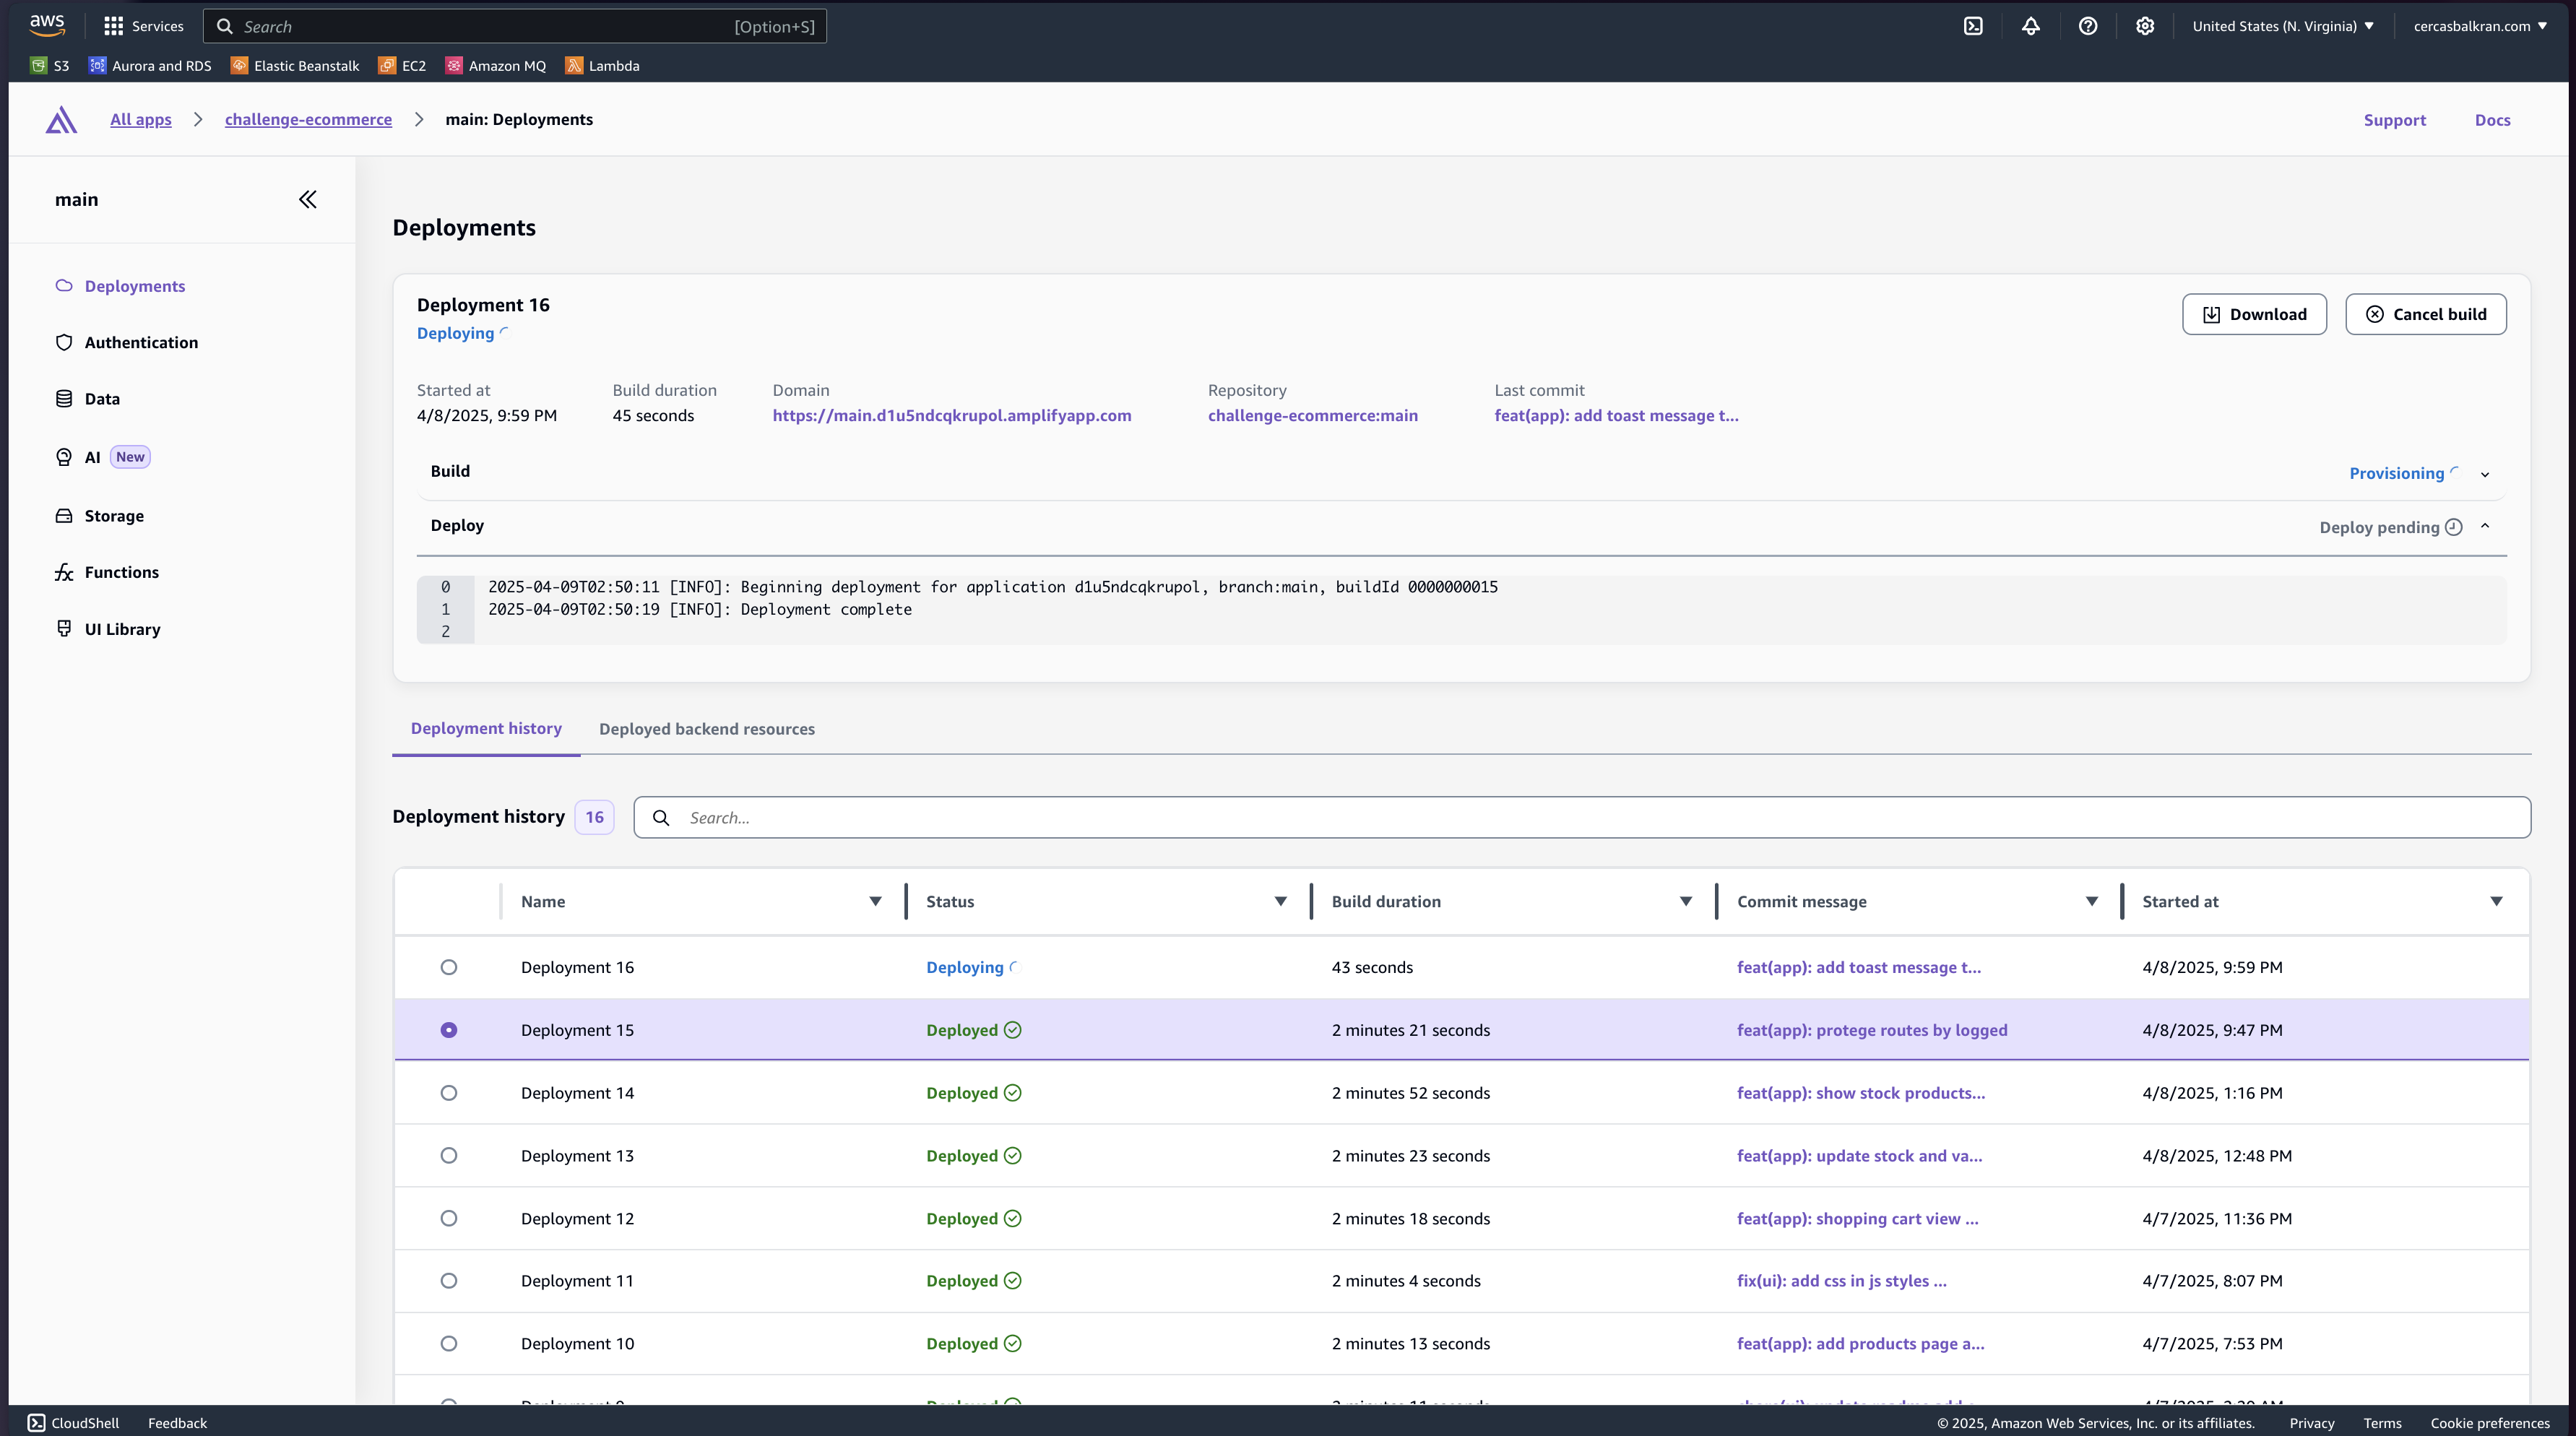 aws Services Search [Option+S] United States (N. Virginia) cercasbalkran.com
S3 Aurora and RDS Elastic Beanstalk EC2 Amazon MQ Lambda
All apps challenge-ecommerce main: Deployments Support Docs
main
Deployments
Authentication
Data
AI New
Storage
Functions
UI Library
Deployments
Deployment 16
Deploying
Download Cancel build
Started at Build duration Domain Repository Last commit
4/8/2025, 9:59 PM 45 seconds https://main.d1u5ndcqkrupol.amplifyapp.com challenge-ecommerce:main feat(app): add toast message t...
Build Provisioning
Deploy Deploy pending
0 2025-04-09T02:50:11 [INFO]: Beginning deployment for application d1u5ndcqkrupol, branch:main, buildId 0000000015
1 2025-04-09T02:50:19 [INFO]: Deployment complete
2
Deployment history Deployed backend resources
Deployment history 16 Search...
Name Status Build duration Commit message Started at
Deployment 16 Deploying 43 seconds feat(app): add toast message t... 4/8/2025, 9:59 PM
Deployment 15 Deployed 2 minutes 21 seconds feat(app): protege routes by logged 4/8/2025, 9:47 PM
Deployment 14 Deployed 2 minutes 52 seconds feat(app): show stock products... 4/8/2025, 1:16 PM
Deployment 13 Deployed 2 minutes 23 seconds feat(app): update stock and va... 4/8/2025, 12:48 PM
Deployment 12 Deployed 2 minutes 18 seconds feat(app): shopping cart view ... 4/7/2025, 11:36 PM
Deployment 11 Deployed 2 minutes 4 seconds fix(ui): add css in js styles ... 4/7/2025, 8:07 PM
Deployment 10 Deployed 2 minutes 13 seconds feat(app): add products page a... 4/7/2025, 7:53 PM
CloudShell Feedback © 2025, Amazon Web Services, Inc. or its affiliates. Privacy Terms Cookie preferences